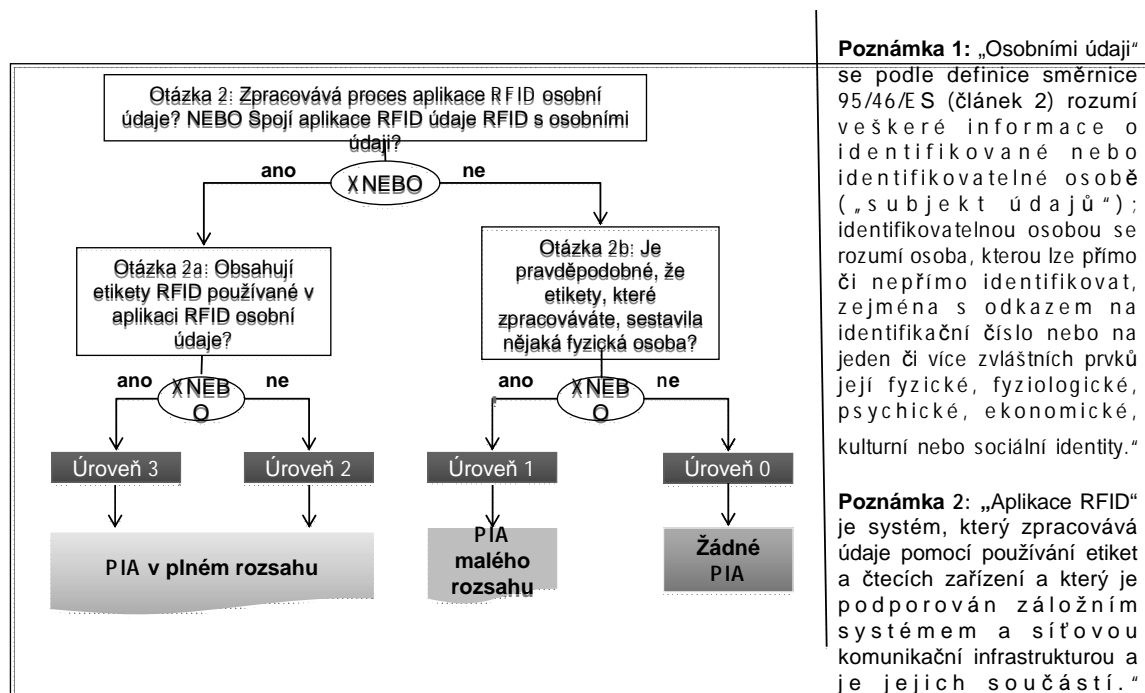 Otázka 2: Zpracovává proces aplikace RFID osobní
údaje? NEBO Spojí aplikace RFID údaje RFID s osobními
údaji?
ano
XNEBO
ne
Otázka 2a: Obsahují
etikety RFID používané v
aplikaci RFID osobní
údaje?
Otázka 2b: Je
pravděpodobné, že
etikety, které
zpracováváte, sestavila
nějaká fyzická osoba?
ano
XNEB
O
ne
ano
XNEB
O
ne
Úroveň 3
Úroveň 2
Úroveň 1
Úroveň 0
PIA v plném rozsahu
PIA
malého
rozsahu
Žádné
PIA
Poznámka 1: „Osobními údaji“
se podle definice směrnice
95/46/ES (článek 2) rozumí
veškeré informace o
identifikované nebo
identifikovatelné osobě
(„subjekt údajů“);
identifikovatelnou osobou se
rozumí osoba, kterou lze přímo
či nepřímo identifikovat,
zejména s odkazem na
identifikační číslo nebo na
jeden či více zvláštních prvků
její fyzické, fyziologické,
psychické, ekonomické,
kulturní nebo sociální identity.“
Poznámka 2: „Aplikace RFID“
je systém, který zpracovává
údaje pomocí používání etiket
a čtecích zařízení a který je
podporován záložním
systémem a síťovou
komunikační infrastrukturou a
je jejich součástí.“